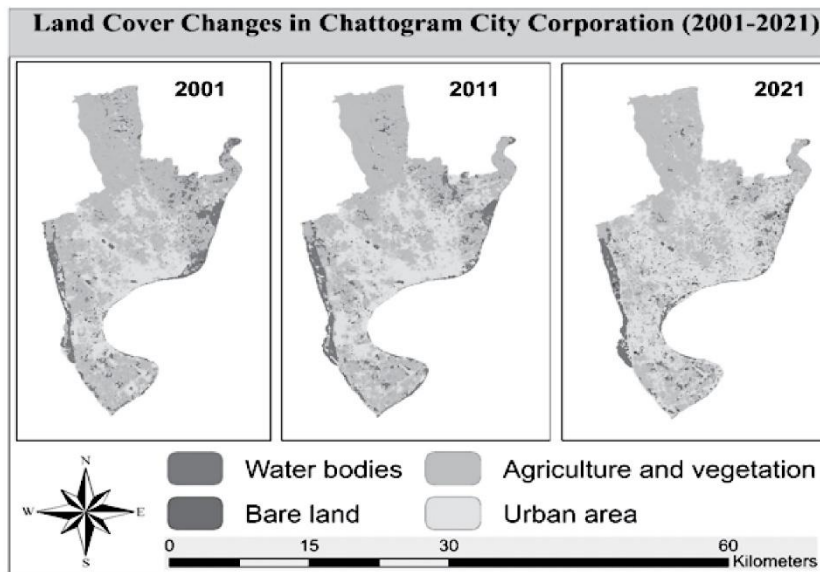 Land Cover Changes in Chattogram City Corporation (2001-2021)
2001 2011 2021
N
W E
S
Water bodies Agriculture and vegetation
Bare land Urban area
0 15 30 60
Kilometers